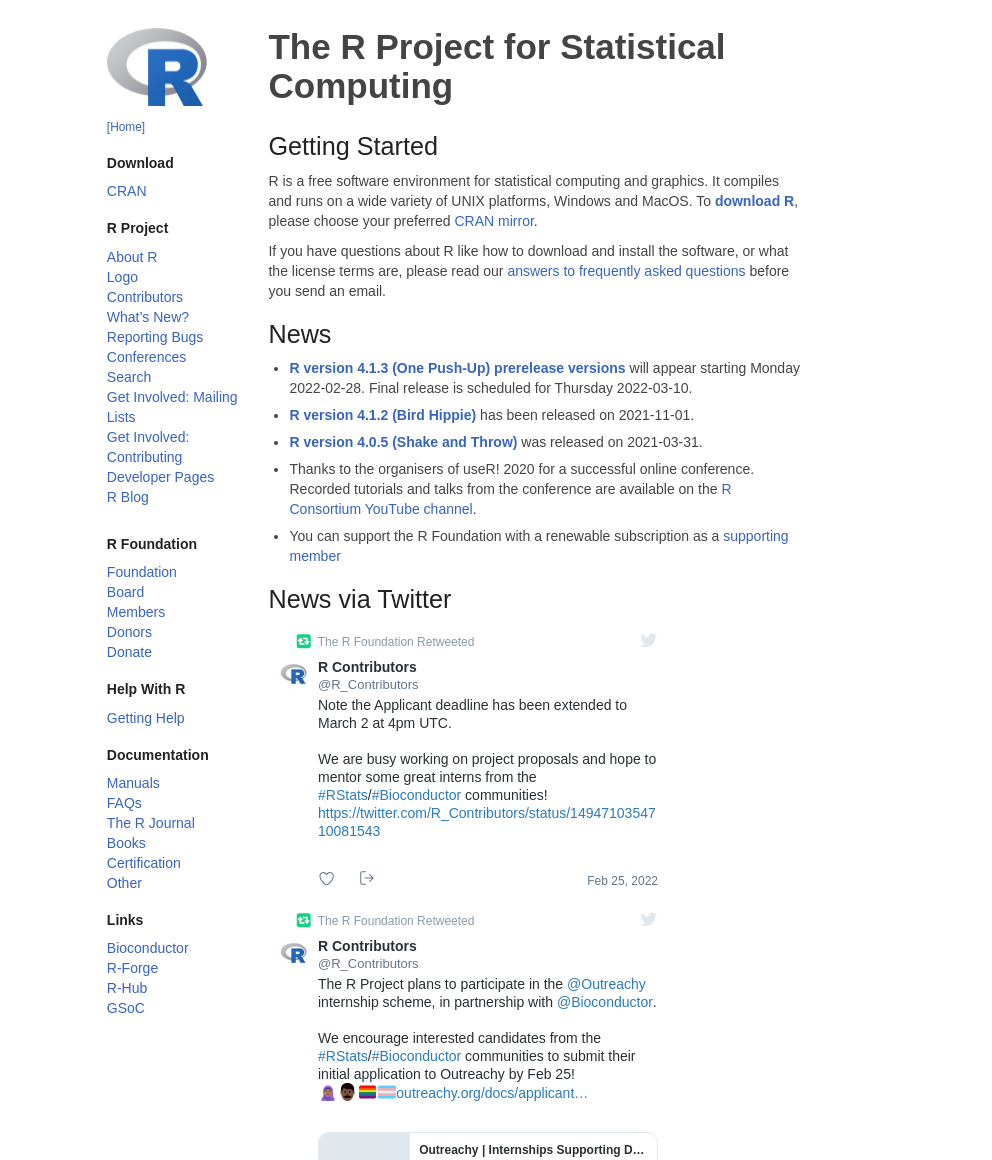 R
[Home]
Download
CRAN
R Project
About R
Logo
Contributors
What's New?
Reporting Bugs
Conferences
Search
Get Involved: Mailing
Lists
Get Involved:
Contributing
Developer Pages
R Blog
R Foundation
Foundation
Board
Members
Donors
Donate
Help With R
Getting Help
Documentation
Manuals
FAQs
The R Journal
Books
Certification
Other
Links
Bioconductor
R-Forge
R-Hub
GSoC
The R Project for Statistical
Computing
Getting Started
R is a free software environment for statistical computing and graphics. It compiles
and runs on a wide variety of UNIX platforms, Windows and MacOS. To download R,
please choose your preferred CRAN mirror.
If you have questions about R like how to download and install the software, or what
the license terms are, please read our answers to frequently asked questions before
you send an email.
News
• R version 4.1.3 (One Push-Up) prerelease versions will appear starting Monday
2022-02-28. Final release is scheduled for Thursday 2022-03-10.
• R version 4.1.2 (Bird Hippie) has been released on 2021-11-01.
• R version 4.0.5 (Shake and Throw) was released on 2021-03-31.
• Thanks to the organisers of useR! 2020 for a successful online conference.
Recorded tutorials and talks from the conference are available on the R
Consortium YouTube channel.
• You can support the R Foundation with a renewable subscription as a supporting
member
News via Twitter
The R Foundation Retweeted
R R Contributors
@R_Contributors
Note the Applicant deadline has been extended to
March 2 at 4pm UTC.
We are busy working on project proposals and hope to
mentor some great interns from the
#RStats/#Bioconductor communities!
https://twitter.com/R_Contributors/status/14947103547
10081543
Feb 25, 2022
The R Foundation Retweeted
R R Contributors
@R_Contributors
The R Project plans to participate in the @Outreachy
internship scheme, in partnership with @Bioconductor.
We encourage interested candidates from the
#RStats/#Bioconductor communities to submit their
initial application to Outreachy by Feb 25!
outreachy.org/docs/applicant…
Outreachy | Internships Supporting D…